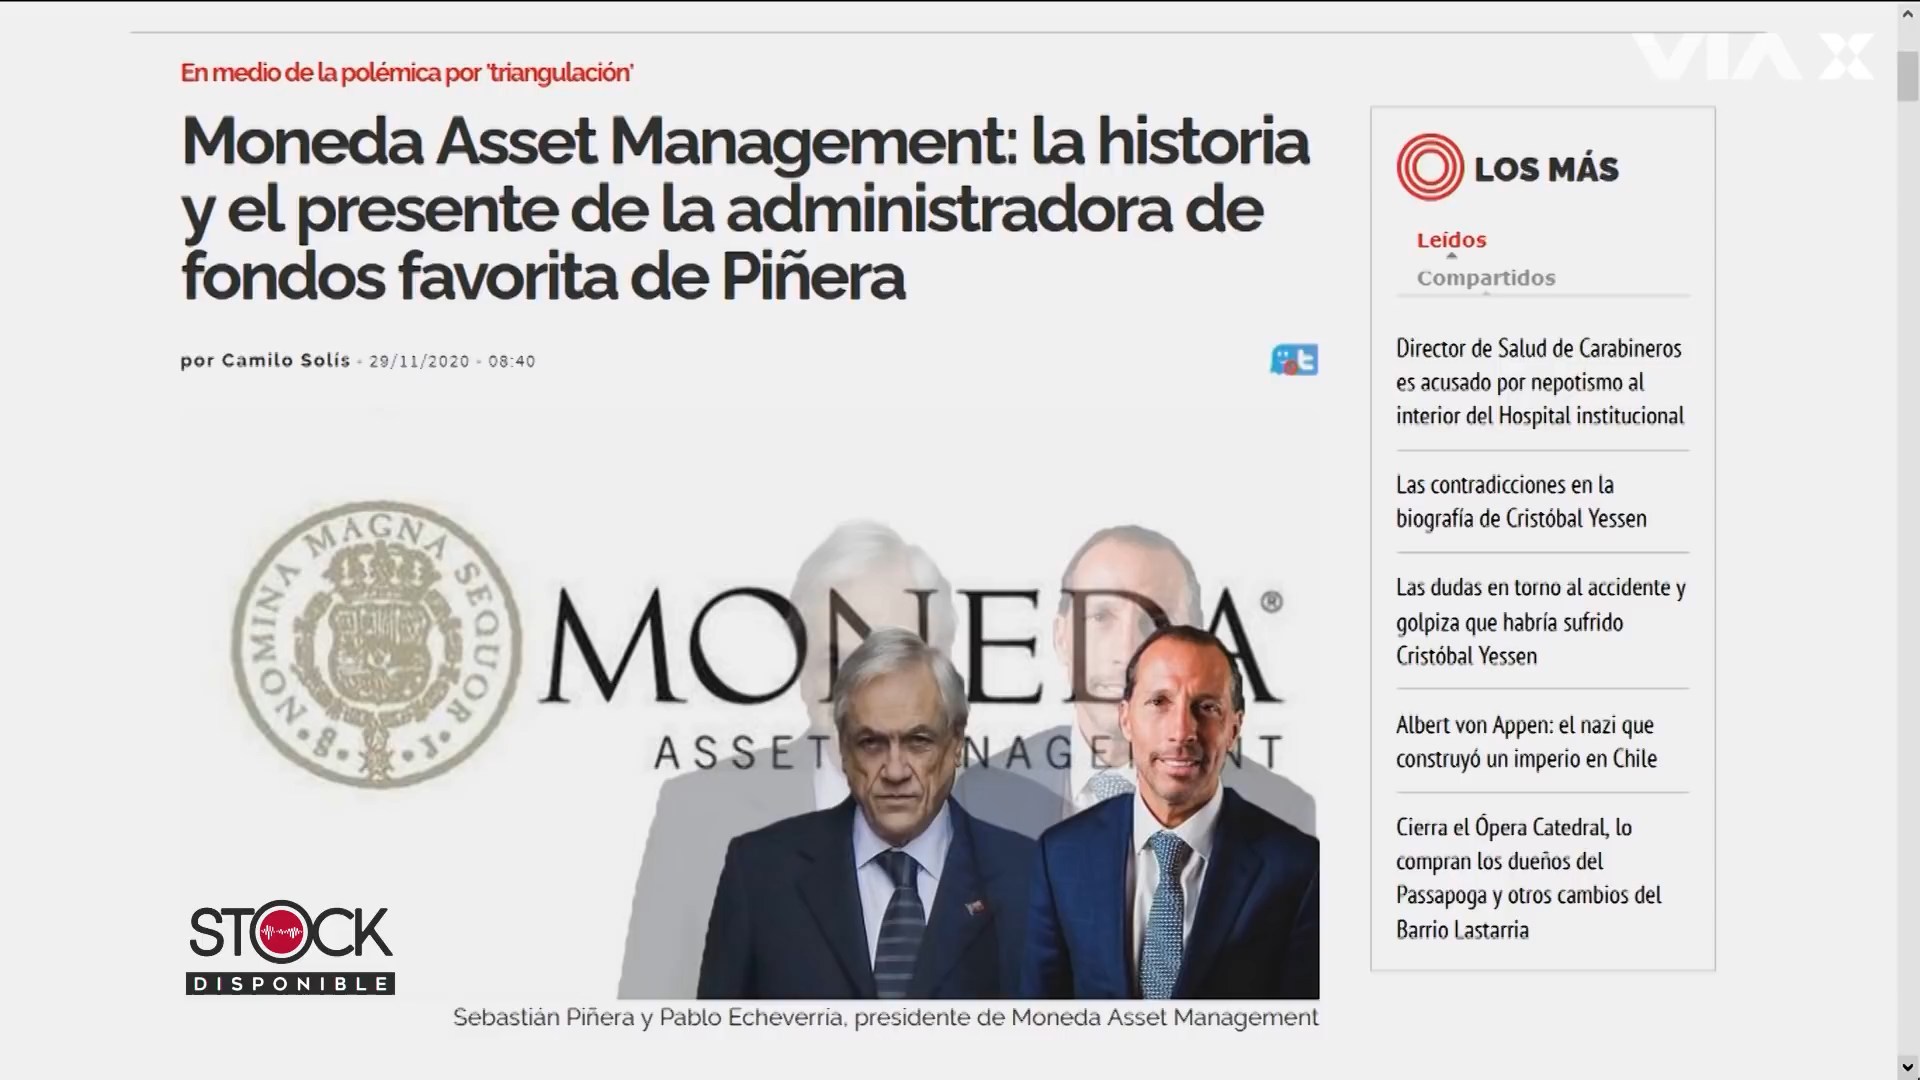 VIA X
En medio de la polémica por 'triangulación'
Moneda Asset Management: la historia
y el presente de la administradora de
fondos favorita de Piñera
por Camilo Solís - 29/11/2020 - 08:40
NOMINA MAGNA SEQUOR
MONEDA®
ASSET
STOCK
DISPONIBLE
Sebastián Piñera y Pablo Echeverría, presidente de Moneda Asset Management
LOS MÁS
Leídos
Compartidos
Director de Salud de Carabineros
es acusado por nepotismo al
interior del Hospital institucional
Las contradicciones en la
biografía de Cristóbal Yessen
Las dudas en torno al accidente y
golpiza que habría sufrido
Cristóbal Yessen
Albert von Appen: el nazi que
construyó un imperio en Chile
Cierra el Ópera Catedral, lo
compran los dueños del
Passapoga y otros cambios del
Barrio Lastarria